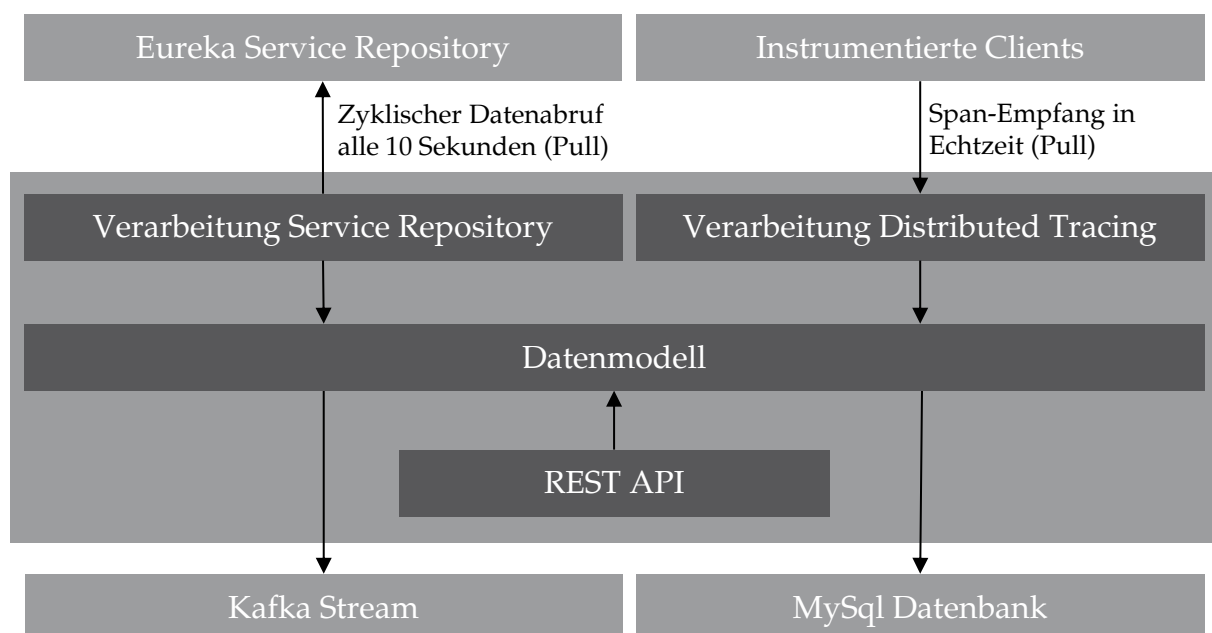 Eureka Service Repository
Instrumentierte Clients
Zyklischer Datenabruf
alle 10 Sekunden (Pull)
Span-Empfang in
Echtzeit (Pull)
Verarbeitung Service Repository
Verarbeitung Distributed Tracing
Datenmodell
REST API
Kafka Stream
MySql Datenbank